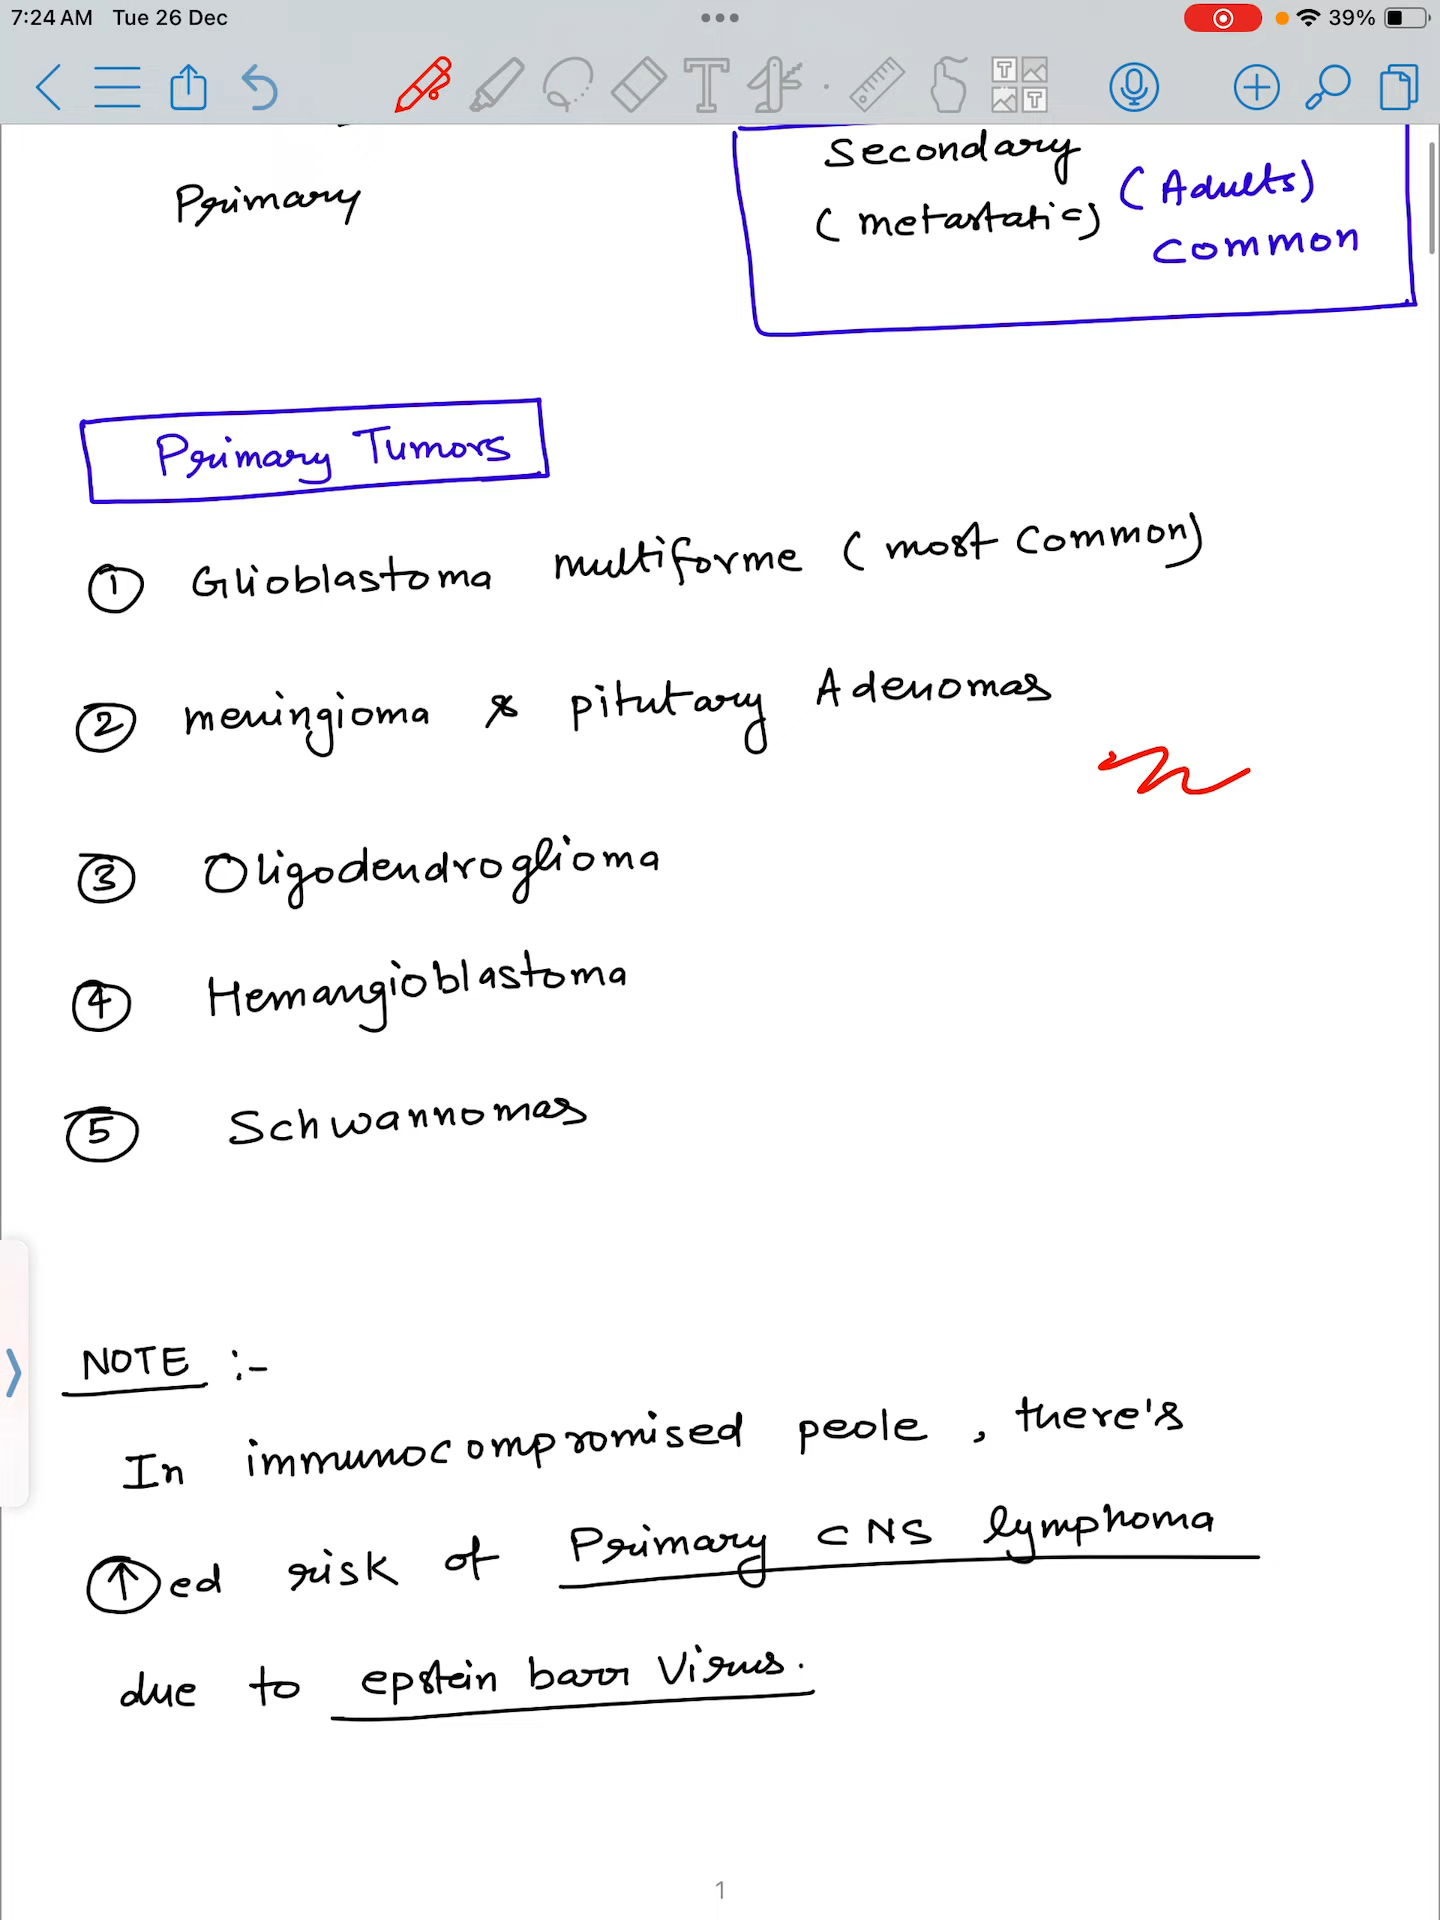 7:24 AM Tue 26 Dec
39%
Primary
Secondary
(metastatic) (Adults)
Common
Primary Tumors
1 Glioblastoma multiforme (most Common)
2 meningioma & pitutary Adenomas
3 Oligodendroglioma
4 Hemangioblastoma
5 Schwannomas
NOTE :-
In immunocompromised peole, there's
↑ed risk of Primary CNS lymphoma
due to epstein barr Virus.
1